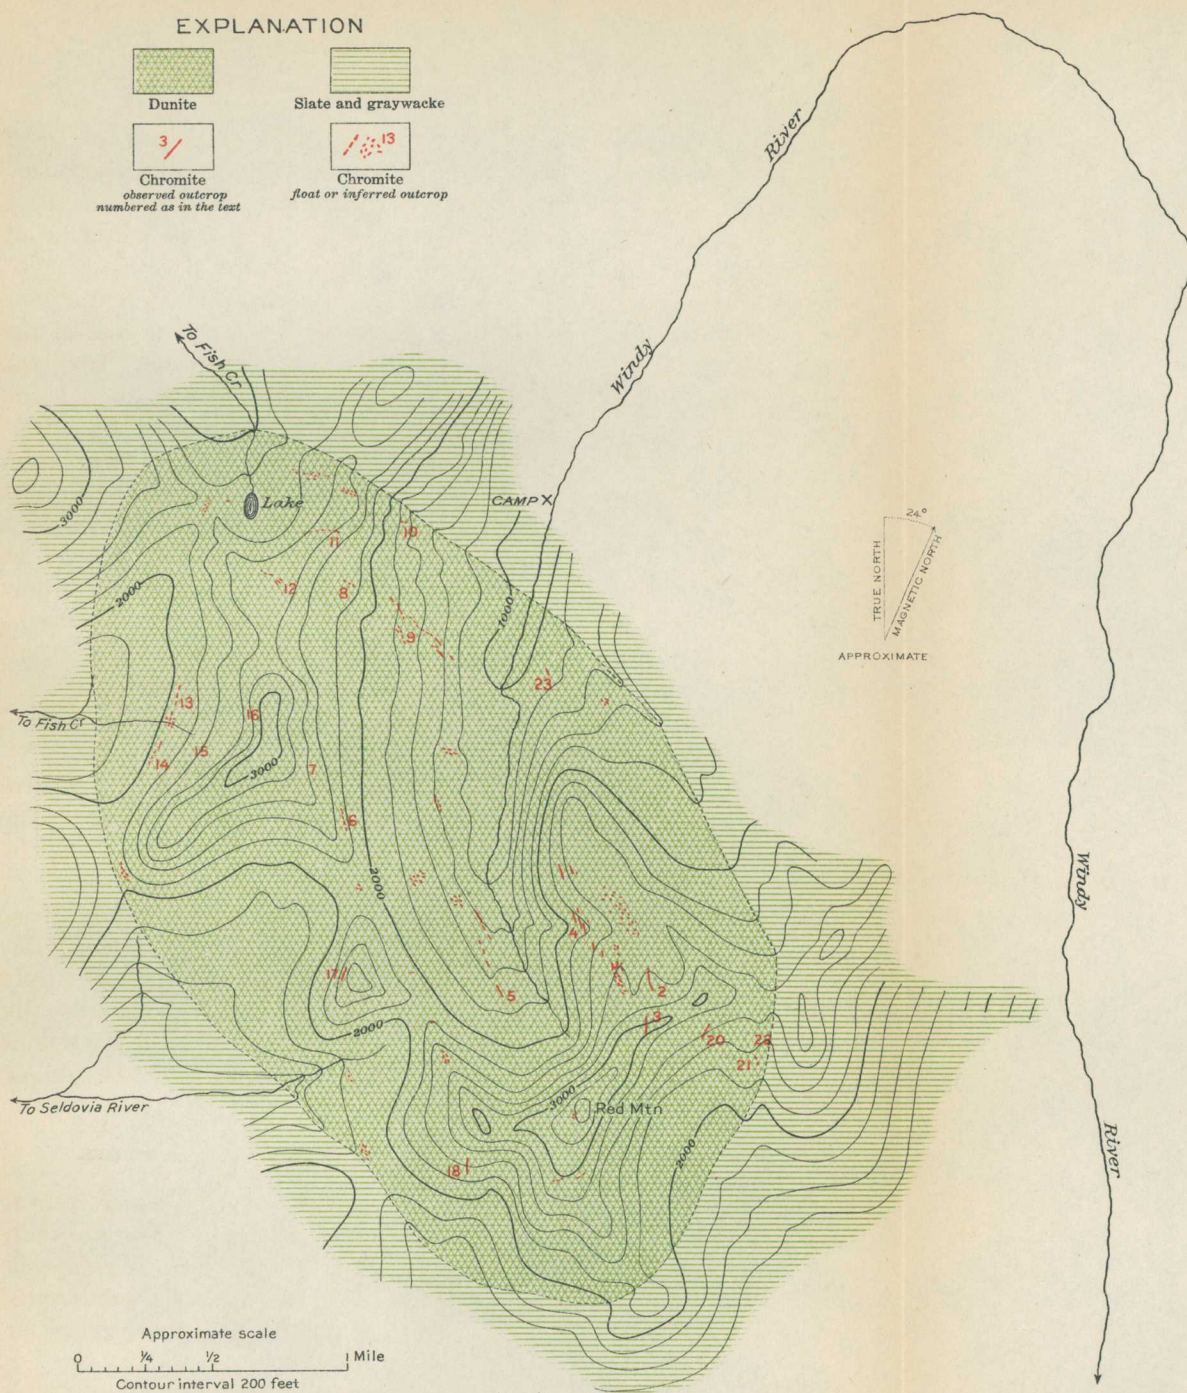 EXPLANATION
Dunite
Slate and graywacke
3
13
Chromite
observed outcrop
numbered as in the text
Chromite
float or inferred outcrop
River
Windy
To Fish Cr
3000
Lake
CAMP X
10
11
12
8
2000
9
1000
23
24°
TRUE NORTH
MAGNETIC NORTH
APPROXIMATE
13
16
To Fish Cr
15
14
3000
7
6
2000
Windy
4
17
5
2
3
2000
20
22
21
3000
Red Mtn
To Seldovia River
2000
River
18
Approximate scale
0 1/4 1/2 1 Mile
Contour interval 200 feet